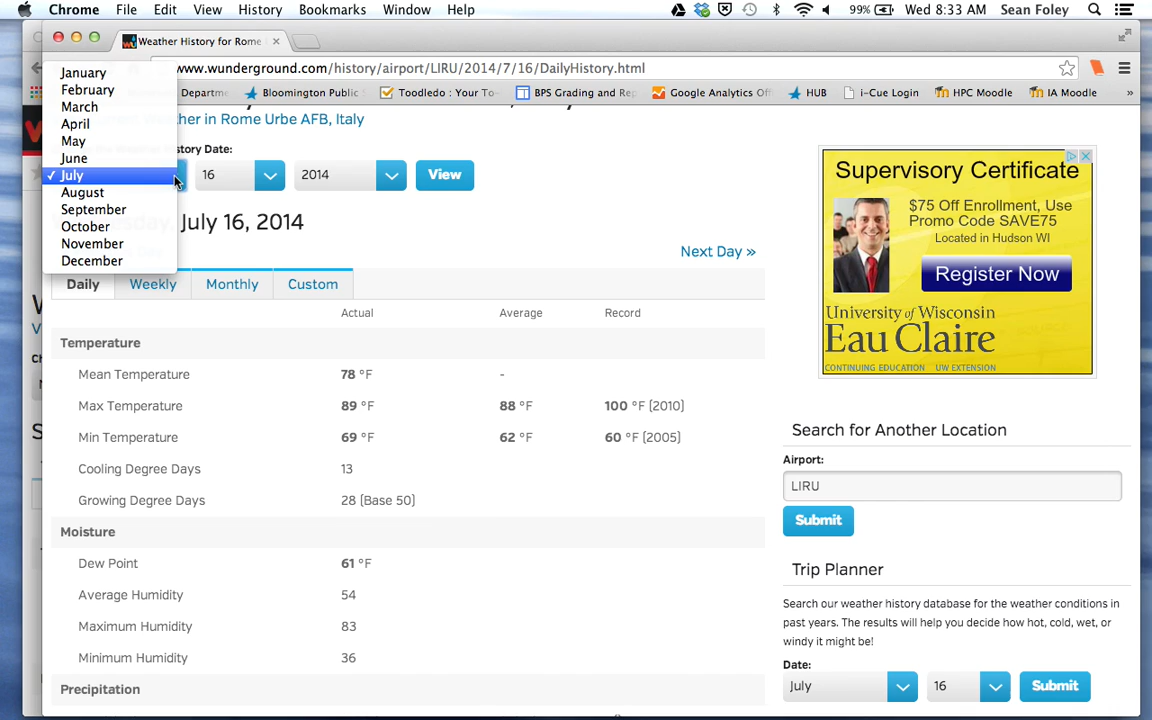 Chrome File Edit View History Bookmarks Window Help 99% Wed 8:33 AM Sean Foley
Weather History for Rome
www.wunderground.com/history/airport/LIRU/2014/7/16/DailyHistory.html
Departme Bloomington Public Toodledo : Your To- BPS Grading and Re Google Analytics Of HUB i-Cue Login HPC Moodle IA Moodle »
January
February
March
April
May
June
✓ July
August
September
October
November
December
Weather in Rome Urbe AFB, Italy
History Date:
16 2014 View
July 16, 2014
Next Day »
Daily Weekly Monthly Custom
Actual Average Record
Temperature
Mean Temperature 78 °F -
Max Temperature 89 °F 88 °F 100 °F (2010)
Min Temperature 69 °F 62 °F 60 °F (2005)
Cooling Degree Days 13
Growing Degree Days 28 (Base 50)
Moisture
Dew Point 61 °F
Average Humidity 54
Maximum Humidity 83
Minimum Humidity 36
Precipitation
Supervisory Certificate
$75 Off Enrollment, Use
Promo Code SAVE75
Located in Hudson WI
Register Now
University of Wisconsin
Eau Claire
CONTINUING EDUCATION UW EXTENSION
Search for Another Location
Airport:
LIRU
Submit
Trip Planner
Search our weather history database for the weather conditions in
past years. The results will help you decide how hot, cold, wet, or
windy it might be!
Date:
July 16 Submit